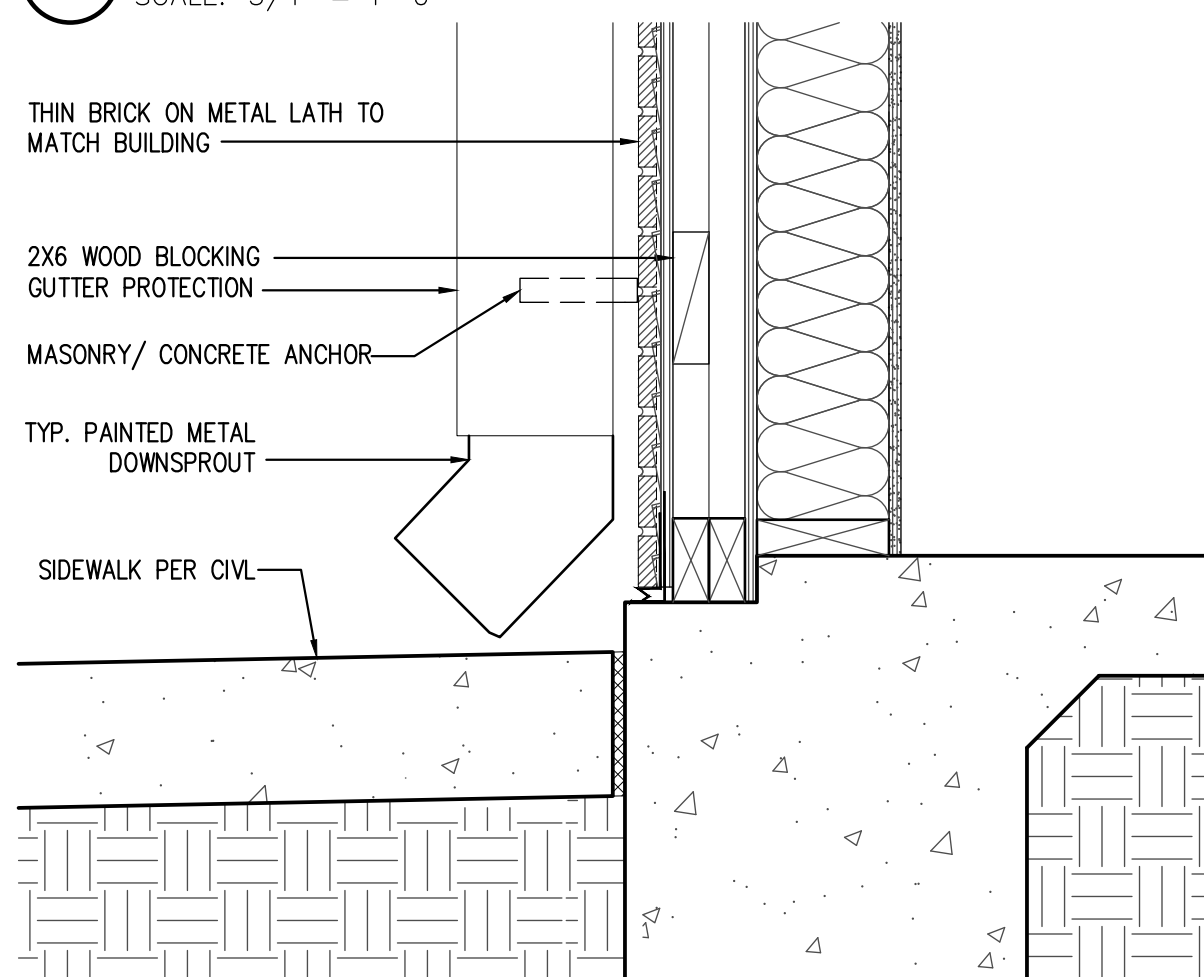 THIN BRICK ON METAL LATH TO
MATCH BUILDING
2X6 WOOD BLOCKING
GUTTER PROTECTION
MASONRY/ CONCRETE ANCHOR
TYP. PAINTED METAL
DOWNSPROUT
SIDEWALK PER CIVL